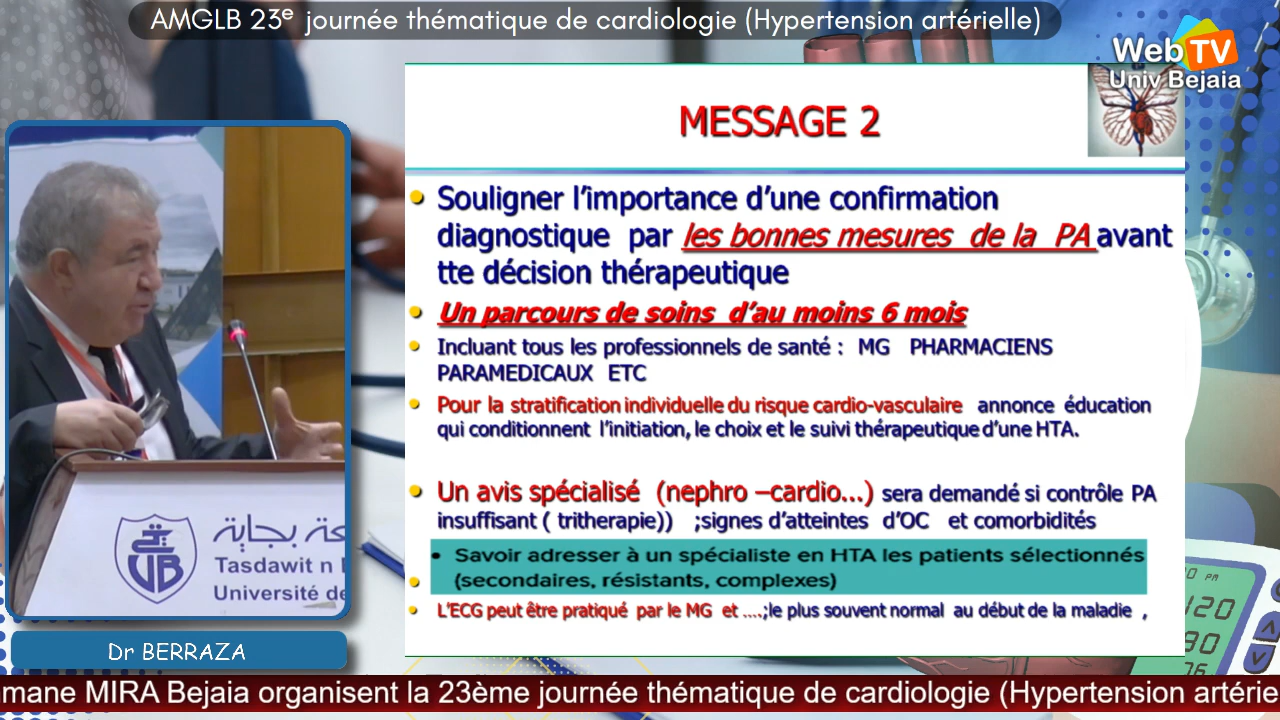 AMGLB 23e journée thématique de cardiologie (Hypertension artérielle)
WebTV
Univ Bejaia
MESSAGE 2
Souligner l'importance d'une confirmation
diagnostique par les bonnes mesures de la PA avant
tte décision thérapeutique
Un parcours de soins d'au moins 6 mois
Incluant tous les professionnels de santé : MG PHARMACIENS
PARAMEDICAUX ETC
Pour la stratification individuelle du risque cardio-vasculaire annonce éducation
qui conditionnent l'initiation, le choix et le suivi thérapeutique d'une HTA.
Un avis spécialisé (nephro –cardio...) sera demandé si contrôle PA
insuffisant ( tritherapie)) ;signes d'atteintes d'OC et comorbidités
• Savoir adresser à un spécialiste en HTA les patients sélectionnés
(secondaires, résistants, complexes)
L'ECG peut être pratiqué par le MG et ....;le plus souvent normal au début de la maladie ,
بجاية
Tasdawit n
Université de
UB
Dr BERRAZA
PM
120
80
mane MIRA Bejaia organisent la 23ème journée thématique de cardiologie (Hypertension artérie